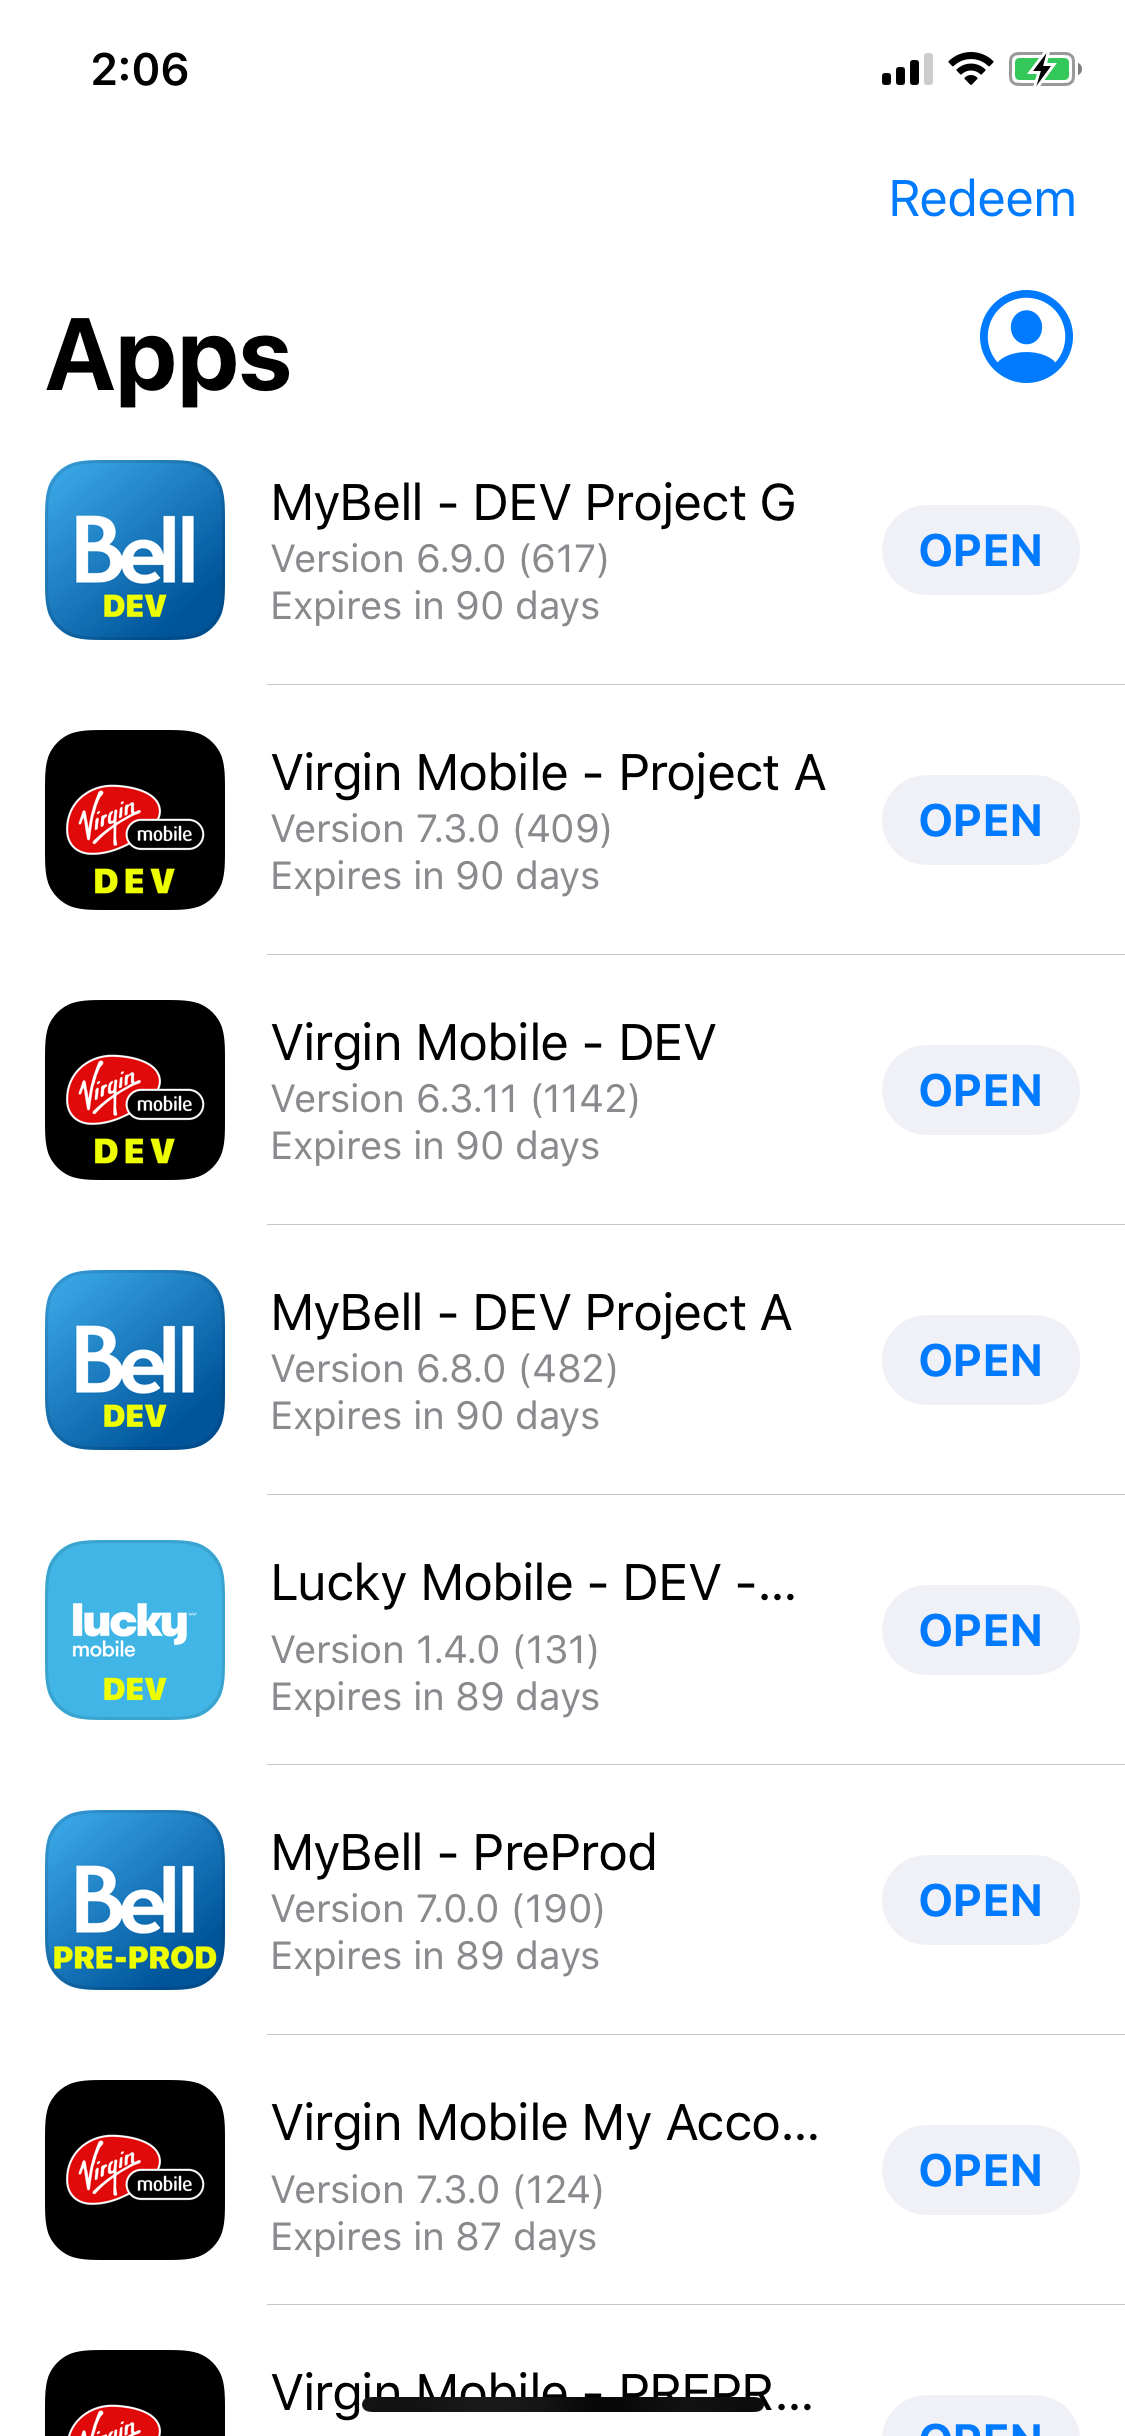 2:06
Redeem
Apps
Bell
DEV
MyBell - DEV Project G
Version 6.9.0 (617)
Expires in 90 days
OPEN
Virgin mobile
DEV
Virgin Mobile - Project A
Version 7.3.0 (409)
Expires in 90 days
OPEN
Virgin mobile
DEV
Virgin Mobile - DEV
Version 6.3.11 (1142)
Expires in 90 days
OPEN
Bell
DEV
MyBell - DEV Project A
Version 6.8.0 (482)
Expires in 90 days
OPEN
lucky
mobile
DEV
Lucky Mobile - DEV -...
Version 1.4.0 (131)
Expires in 89 days
OPEN
Bell
PRE-PROD
MyBell - PreProd
Version 7.0.0 (190)
Expires in 89 days
OPEN
Virgin mobile
Virgin Mobile My Acco...
Version 7.3.0 (124)
Expires in 87 days
OPEN
Virgin
Virgin Mobile - PREPR...
OPEN